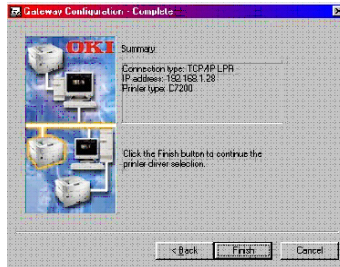 Gateway Configuration - Complete
OKI
Summary:
Connection type: TCP/IP LPR
IP address: 192.168.1.28
Printer type: C7200
Click the Finish button to continue the
printer driver selection.
< Back
Finish
Cancel